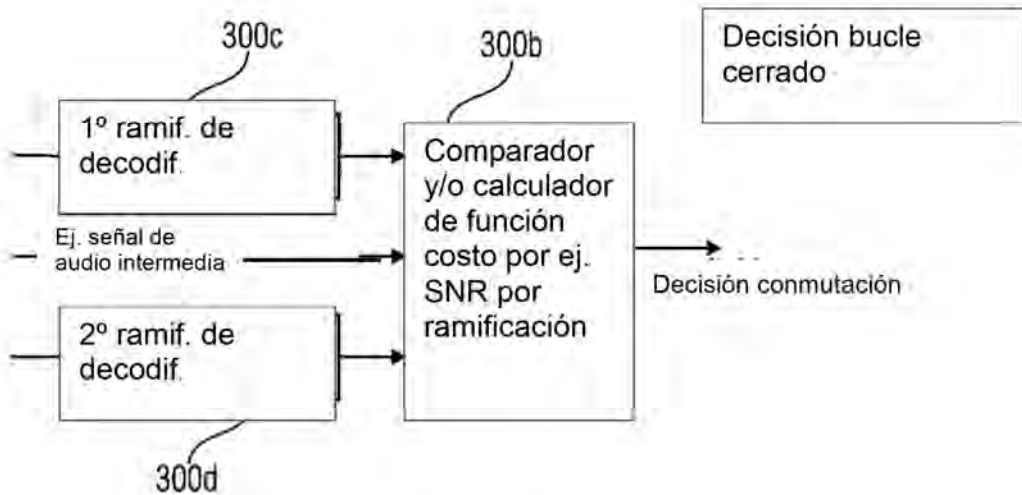 300c
300b
Decisión bucle
cerrado
1º ramif. de
decodif.
Comparador
y/o calculador
de función
costo por ej.
SNR por
ramificación
Ej. señal de
audio intermedia
Decisión conmutación
2º ramif. de
decodif.
300d